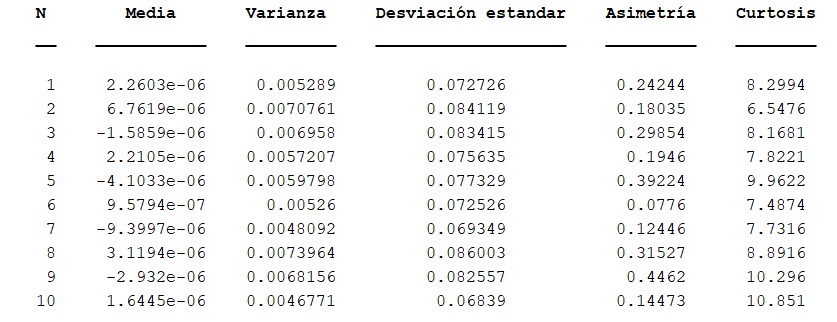 N Media Varianza Desviación estandar Asimetría Curtosis
1 2.2603e-06 0.005289 0.072726 0.24244 8.2994
2 6.7619e-06 0.0070761 0.084119 0.18035 6.5476
3 -1.5859e-06 0.006958 0.083415 0.29854 8.1681
4 2.2105e-06 0.0057207 0.075635 0.1946 7.8221
5 -4.1033e-06 0.0059798 0.077329 0.39224 9.9622
6 9.5794e-07 0.00526 0.072526 0.0776 7.4874
7 -9.3997e-06 0.0048092 0.069349 0.12446 7.7316
8 3.1194e-06 0.0073964 0.086003 0.31527 8.8916
9 -2.932e-06 0.0068156 0.082557 0.4462 10.296
10 1.6445e-06 0.0046771 0.06839 0.14473 10.851